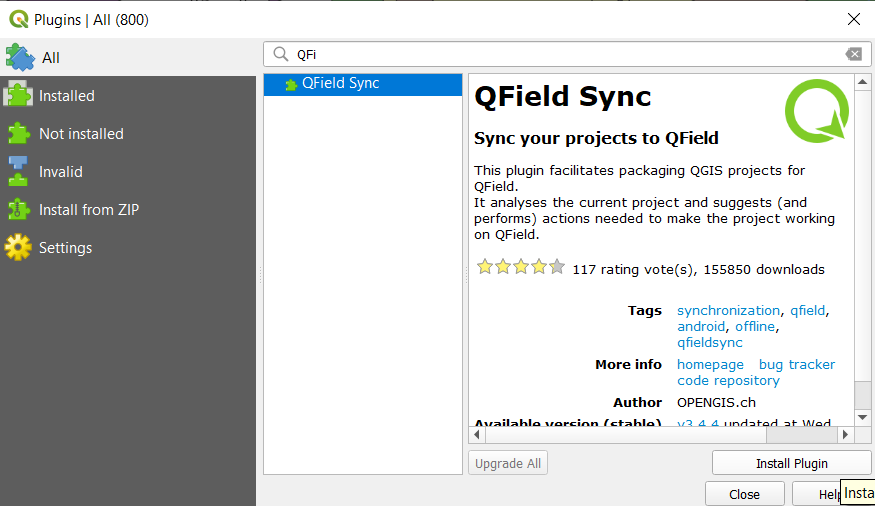 Plugins | All (800)
QFi
All
Installed
Not installed
Invalid
Install from ZIP
Settings
QField Sync
QField Sync
Sync your projects to QField
This plugin facilitates packaging QGIS projects for
QField.
It analyses the current project and suggests (and
performs) actions needed to make the project working
on QField.
117 rating vote(s), 155850 downloads
Tags synchronization, qfield,
android, offline,
qfieldsync
More info homepage bug tracker
code repository
Author OPENGIS.ch
Available version (stable) v3.4.4 updated at Wed
Upgrade All
Install Plugin
Close
Help
Insta